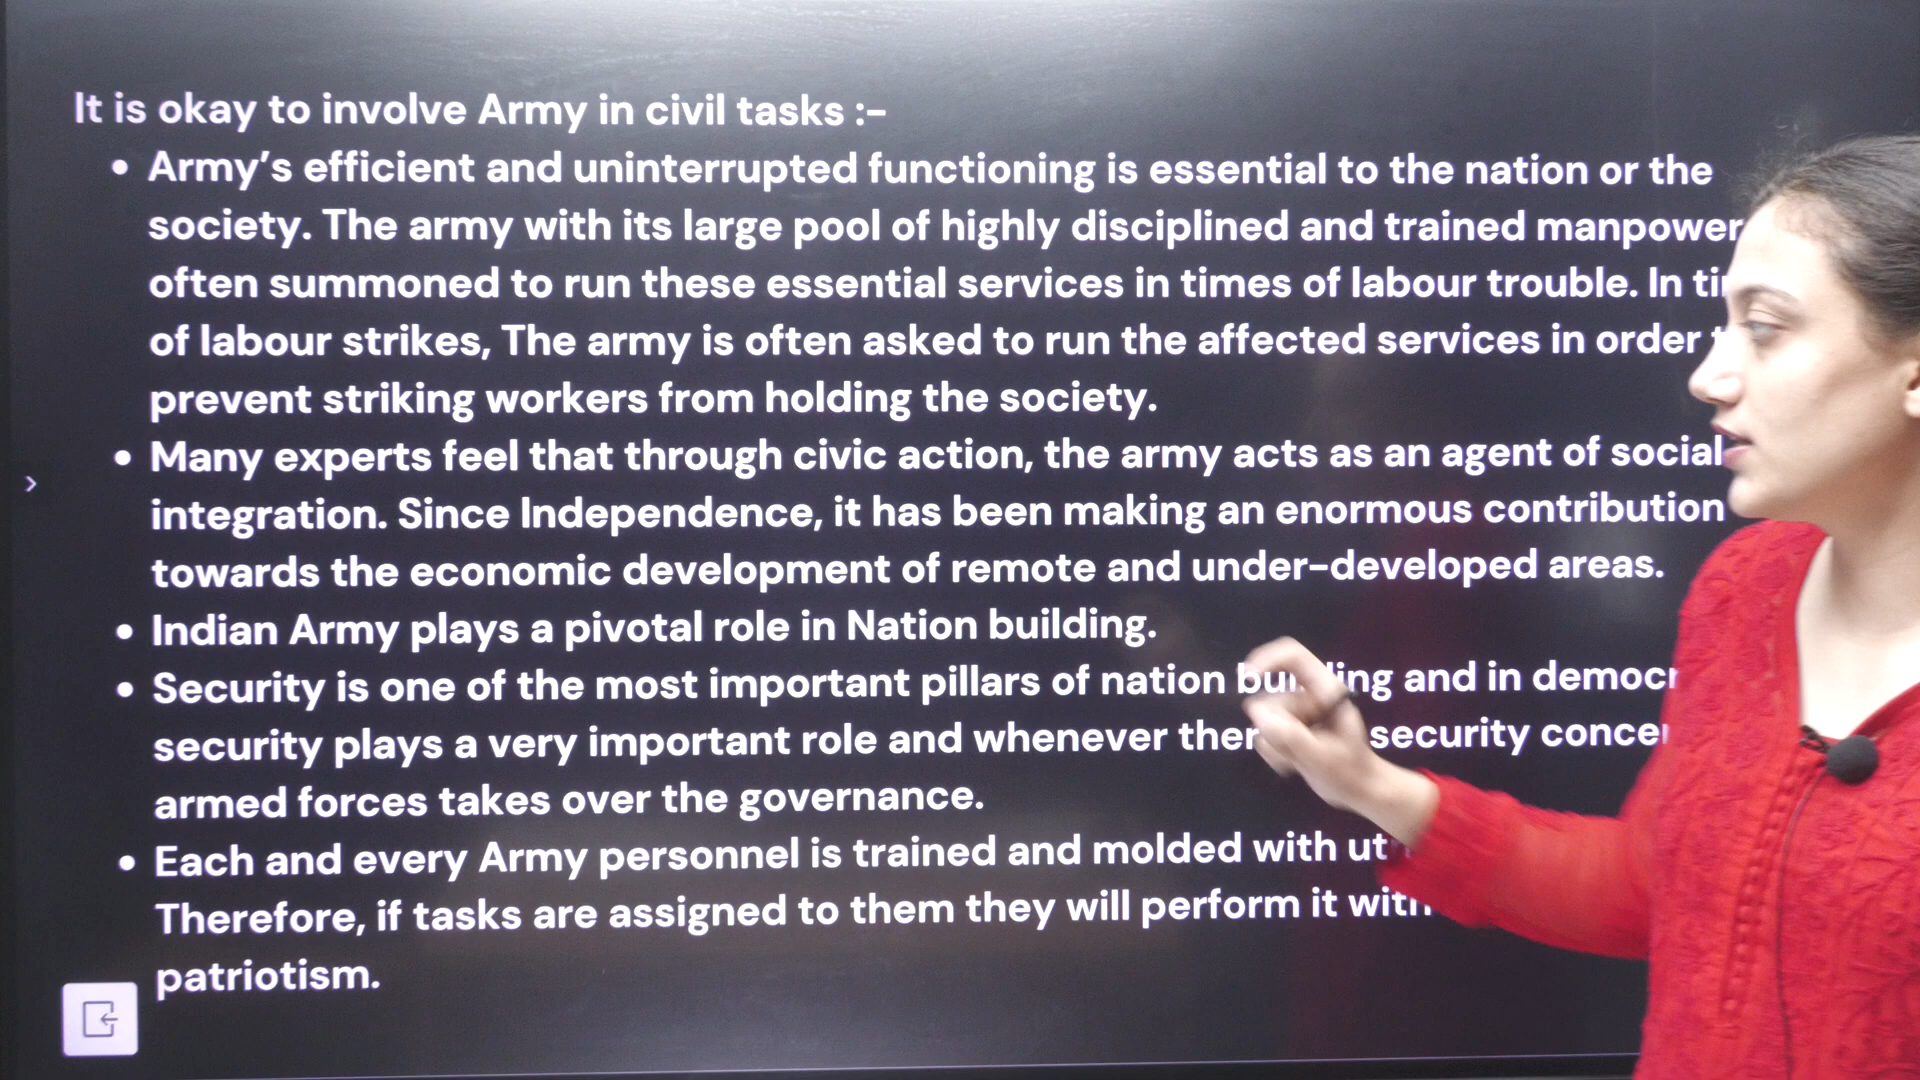 It is okay to involve Army in civil tasks :-
• Army's efficient and uninterrupted functioning is essential to the nation or the
society. The army with its large pool of highly disciplined and trained manpower
often summoned to run these essential services in times of labour trouble. In
of labour strikes, The army is often asked to run the affected services in order
prevent striking workers from holding the society.
• Many experts feel that through civic action, the army acts as an agent of social
integration. Since Independence, it has been making an enormous contribution
towards the economic development of remote and under-developed areas.
• Indian Army plays a pivotal role in Nation building.
• Security is one of the most important pillars of nation building and in
security plays a very important role and whenever security
armed forces takes over the governance.
• Each and every Army personnel is trained and molded with
Therefore, if tasks are assigned to them they will perform it with
patriotism.